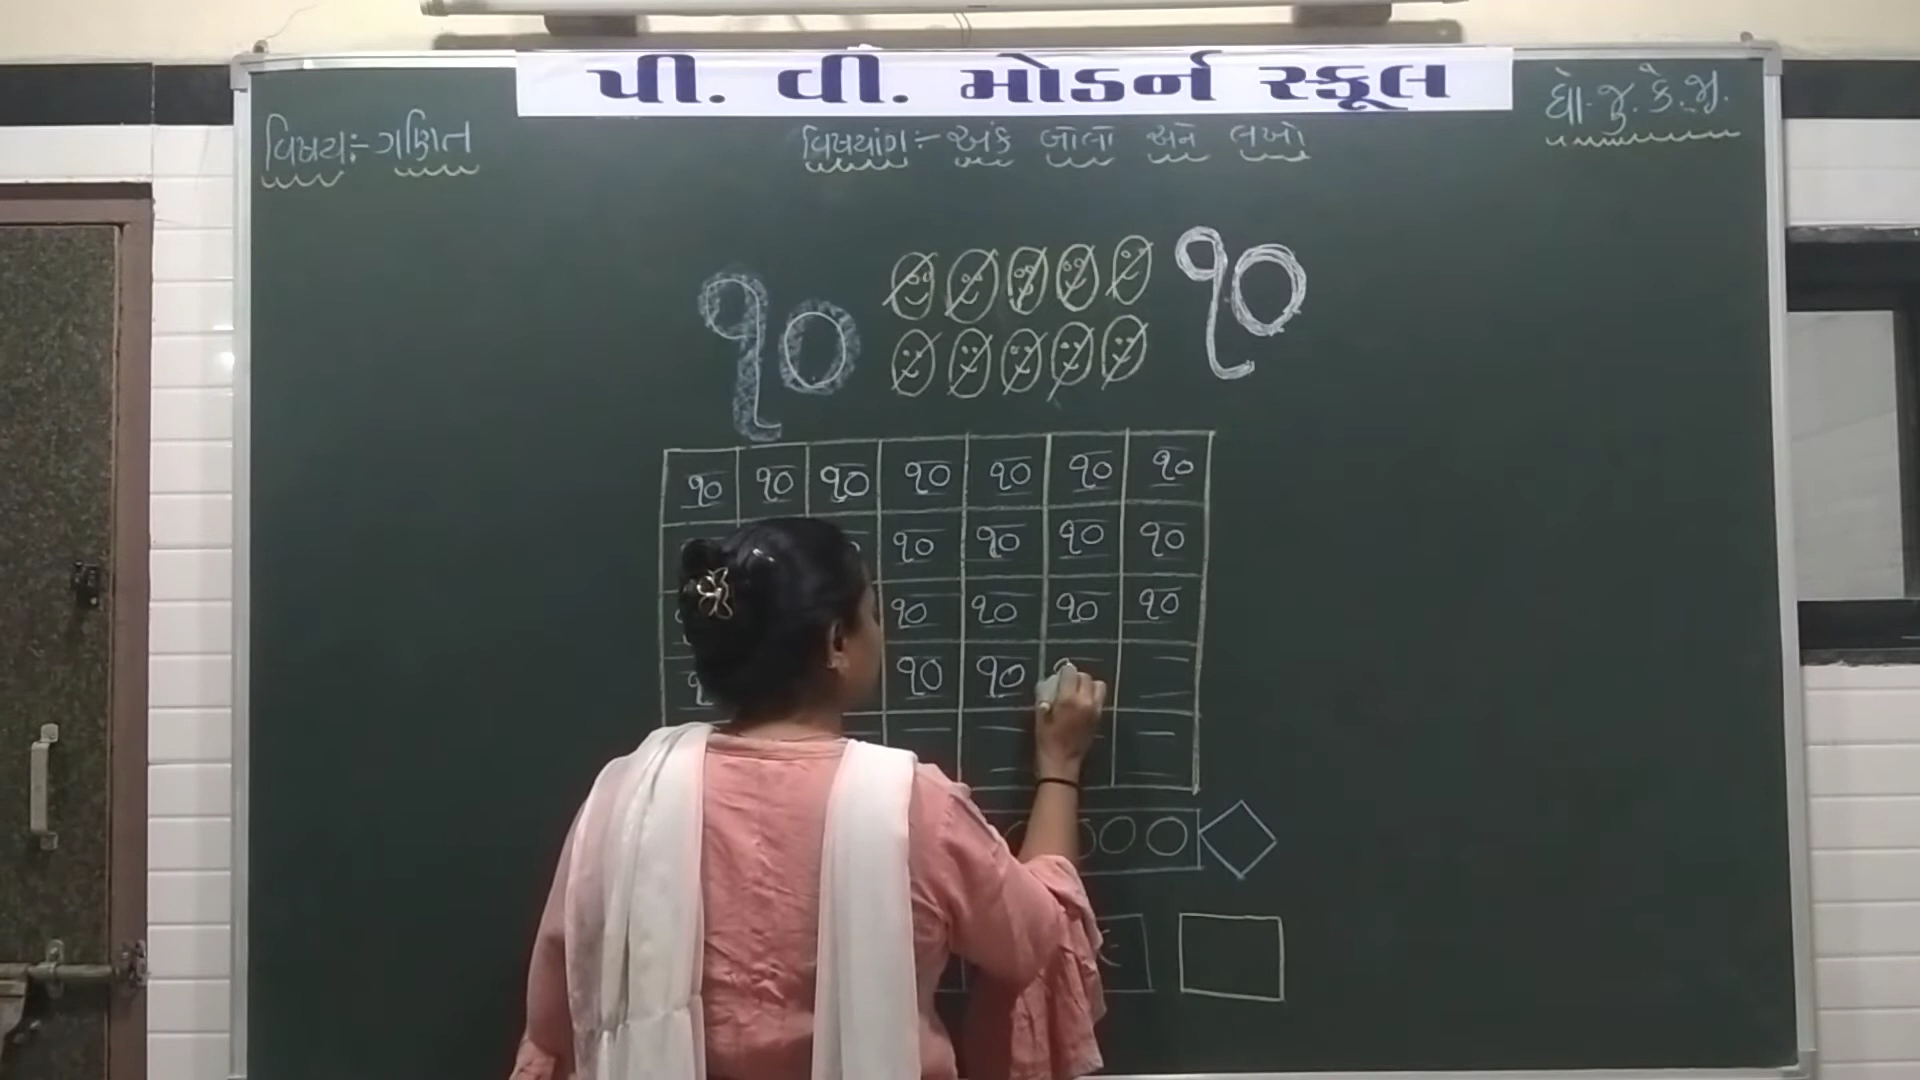 પી. વી. મોડર્ન સ્કૂલ
વિષય:- ગણિત
વિષયાંગ:- અંક બોલો અને લખો
ધો- જુ. કે. જી.
૧૦ ૧૦
૧૦ ૧૦ ૧૦ ૧૦ ૧૦ ૧૦ ૧૦
૧૦ ૧૦ ૧૦ ૧૦
૧૦ ૧૦ ૧૦ ૧૦
૧૦ ૧૦